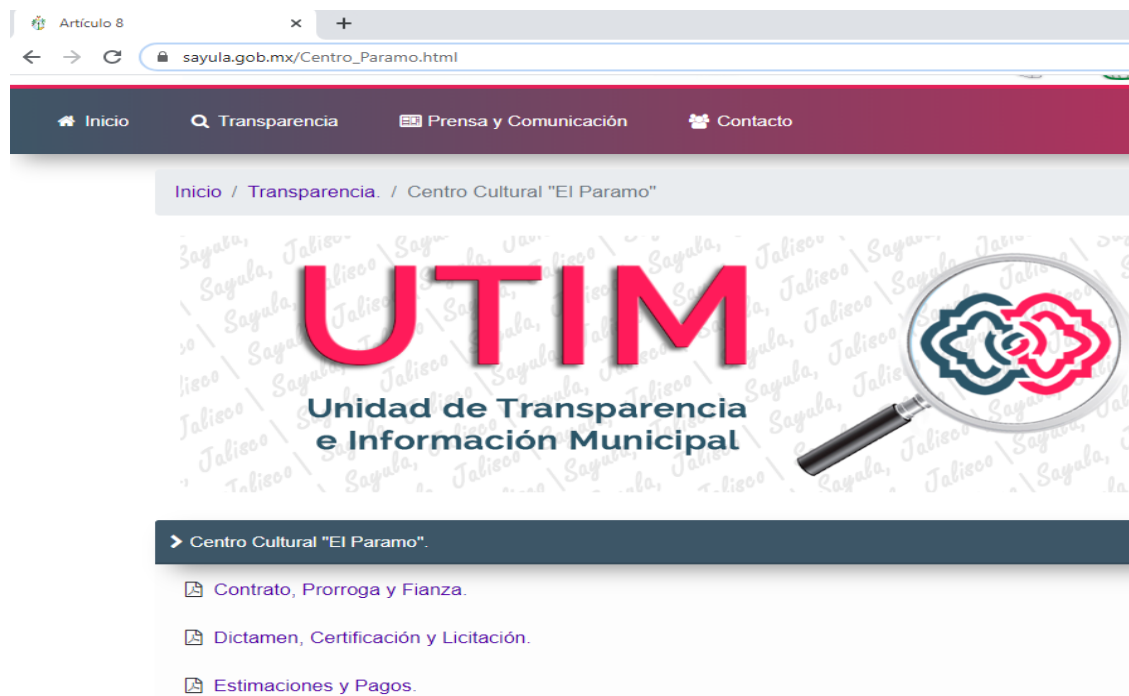 Artículo 8
sayula.gob.mx/Centro_Paramo.html
Inicio Transparencia Prensa y Comunicación Contacto
Inicio / Transparencia. / Centro Cultural "El Paramo"
UTIM
Unidad de Transparencia
e Información Municipal
Centro Cultural "El Paramo".
Contrato, Prorroga y Fianza.
Dictamen, Certificación y Licitación.
Estimaciones y Pagos.